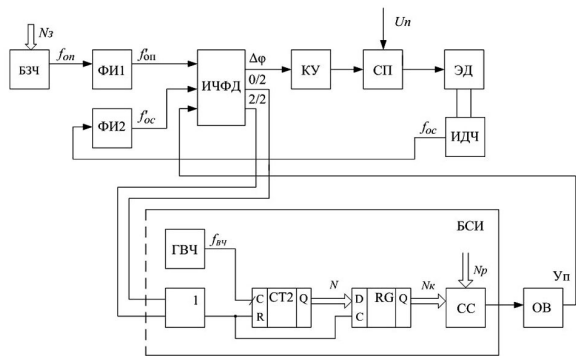 Nз
Uп
fоп
f'оп
Δφ
БЗЧ
ФИ1
ИЧФД
0/2
КУ
СП
ЭД
2/2
ФИ2
f'ос
fос
ИДЧ
БСИ
ГВЧ
fВЧ
Nр
Уп
1
C
CT2
Q
N
D
RG
Q
Nк
СС
ОВ
R
C